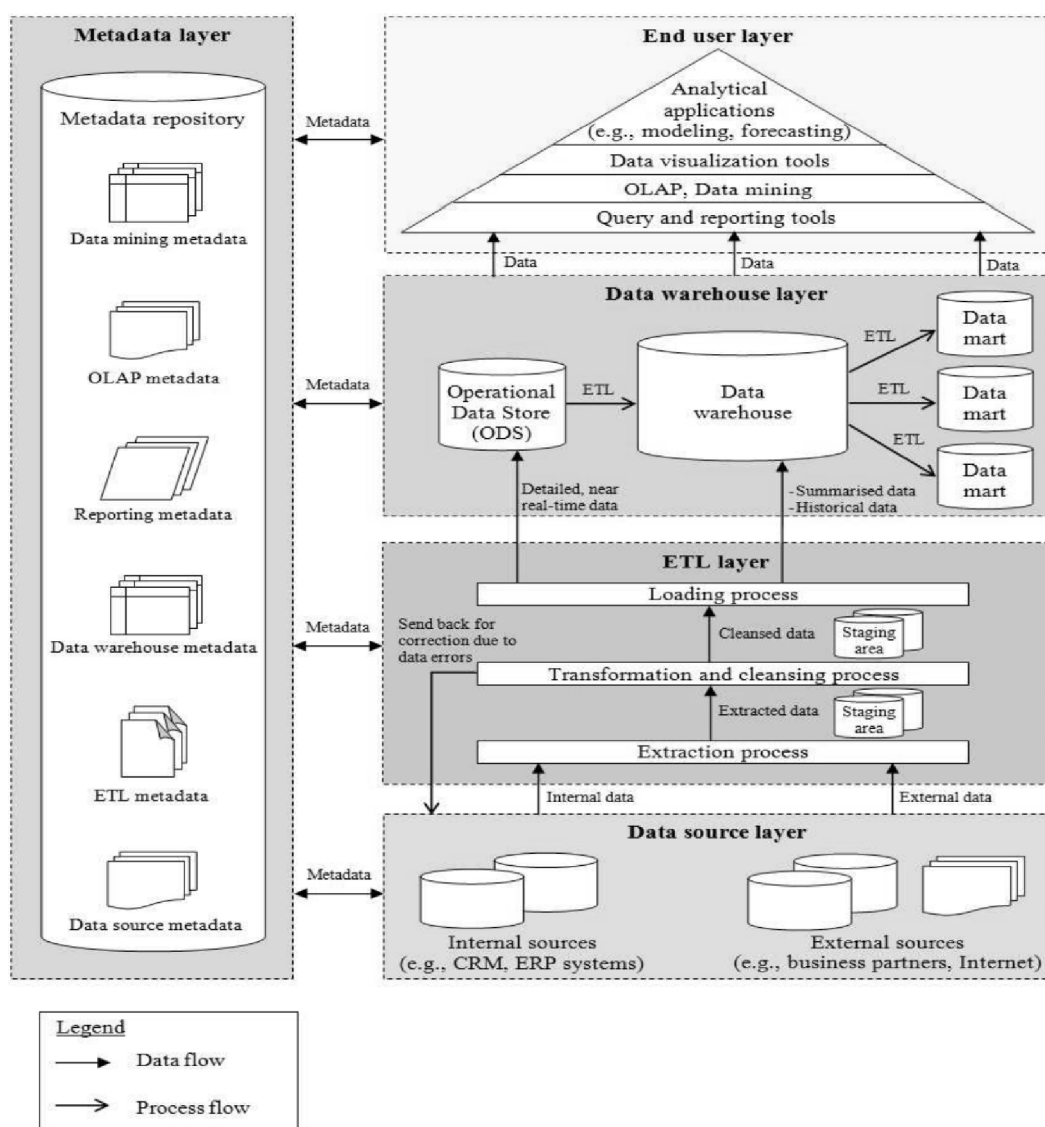 Metadata layer
Metadata repository
Data mining metadata
OLAP metadata
Reporting metadata
Data warehouse metadata
ETL metadata
Data source metadata
Metadata
Metadata
Metadata
Metadata
End user layer
Analytical
applications
(e.g., modeling, forecasting)
Data visualization tools
OLAP, Data mining
Query and reporting tools
Data
Data
Data
Data warehouse layer
Operational
Data Store
(ODS)
ETL
Data
warehouse
ETL
ETL
ETL
Data
mart
Data
mart
Data
mart
Detailed, near
real-time data
-Summarised data
-Historical data
ETL layer
Loading process
Send back for
correction due to
data errors
Cleansed data
Staging
area
Transformation and cleansing process
Extracted data
Staging
area
Extraction process
Internal data
External data
Data source layer
Internal sources
(e.g., CRM, ERP systems)
External sources
(e.g., business partners, Internet)
Legend
Data flow
Process flow